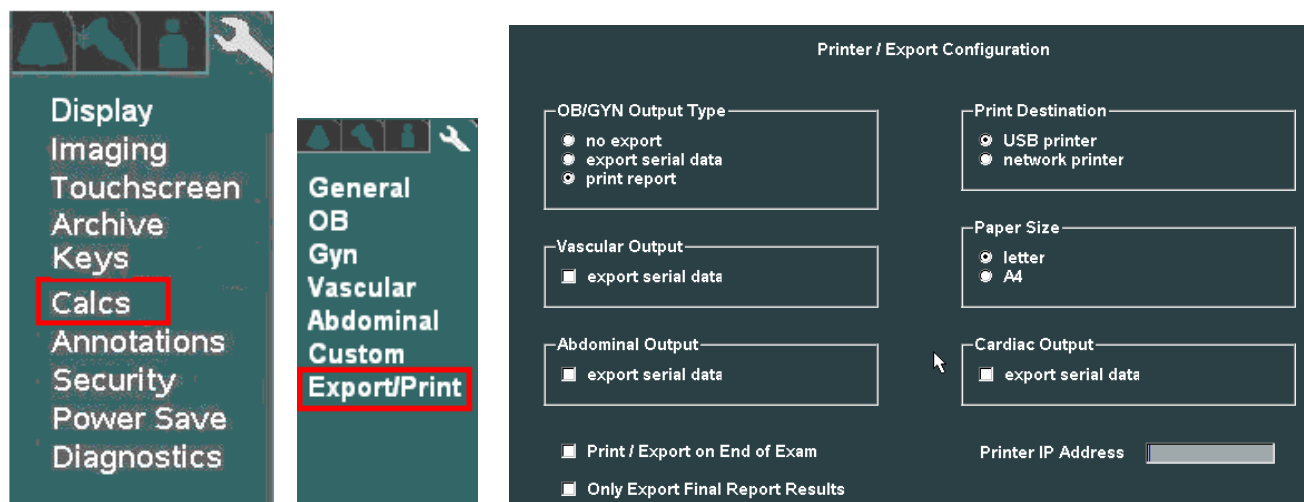 Display
Imaging
Touchscreen
Archive
Keys
Calcs
Annotations
Security
Power Save
Diagnostics
General
OB
Gyn
Vascular
Abdominal
Custom
Export/Print
Printer / Export Configuration
OB/GYN Output Type
no export
export serial data
print report
Vascular Output
export serial data
Abdominal Output
export serial data
Print / Export on End of Exam
Only Export Final Report Results
Print Destination
USB printer
network printer
Paper Size
letter
A4
Cardiac Output
export serial data
Printer IP Address